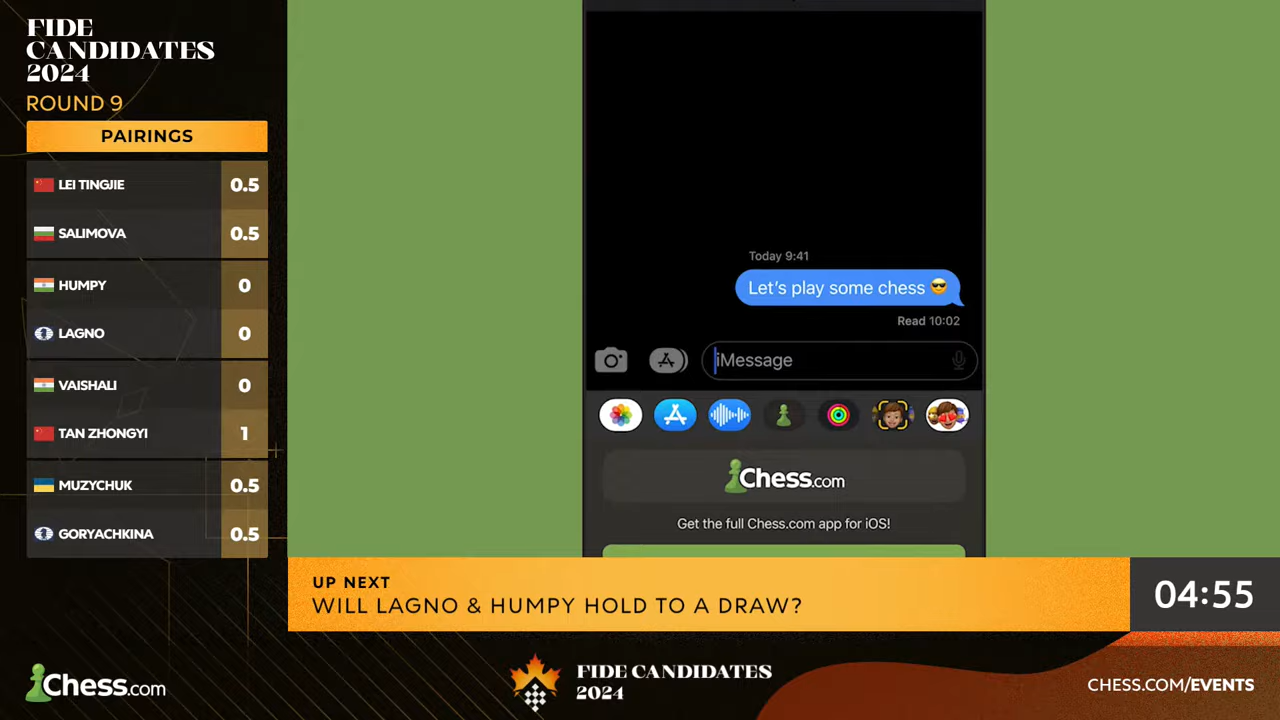 FIDE
CANDIDATES
2024
ROUND 9
PAIRINGS
LEI TINGJIE 0.5
SALIMOVA 0.5
HUMPY 0
LAGNO 0
VAISHALI 0
TAN ZHONGYI 1
MUZYCHUK 0.5
GORYACHKINA 0.5
Today 9:41
Let's play some chess 😎
Read 10:02
iMessage
Chess.com
Get the full Chess.com app for iOS!
UP NEXT
WILL LAGNO & HUMPY HOLD TO A DRAW?
04:55
Chess.com
FIDE CANDIDATES
2024
CHESS.COM/EVENTS